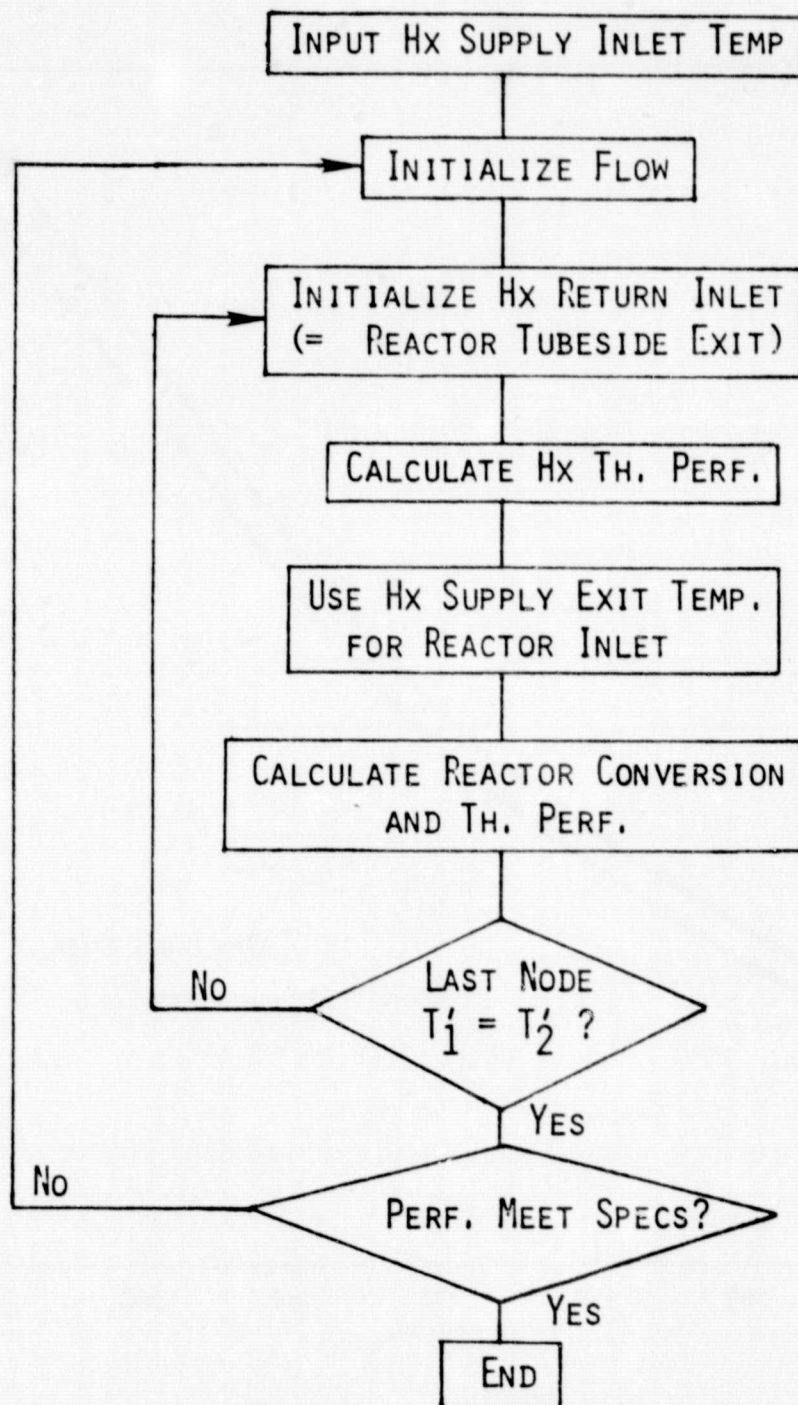 INPUT HX SUPPLY INLET TEMP
INITIALIZE FLOW
INITIALIZE HX RETURN INLET
(= REACTOR TUBESIDE EXIT)
CALCULATE HX TH. PERF.
USE HX SUPPLY EXIT TEMP.
FOR REACTOR INLET
CALCULATE REACTOR CONVERSION
AND TH. PERF.
LAST NODE
T'1 = T'2 ?
NO
YES
PERF. MEET SPECS?
NO
YES
END